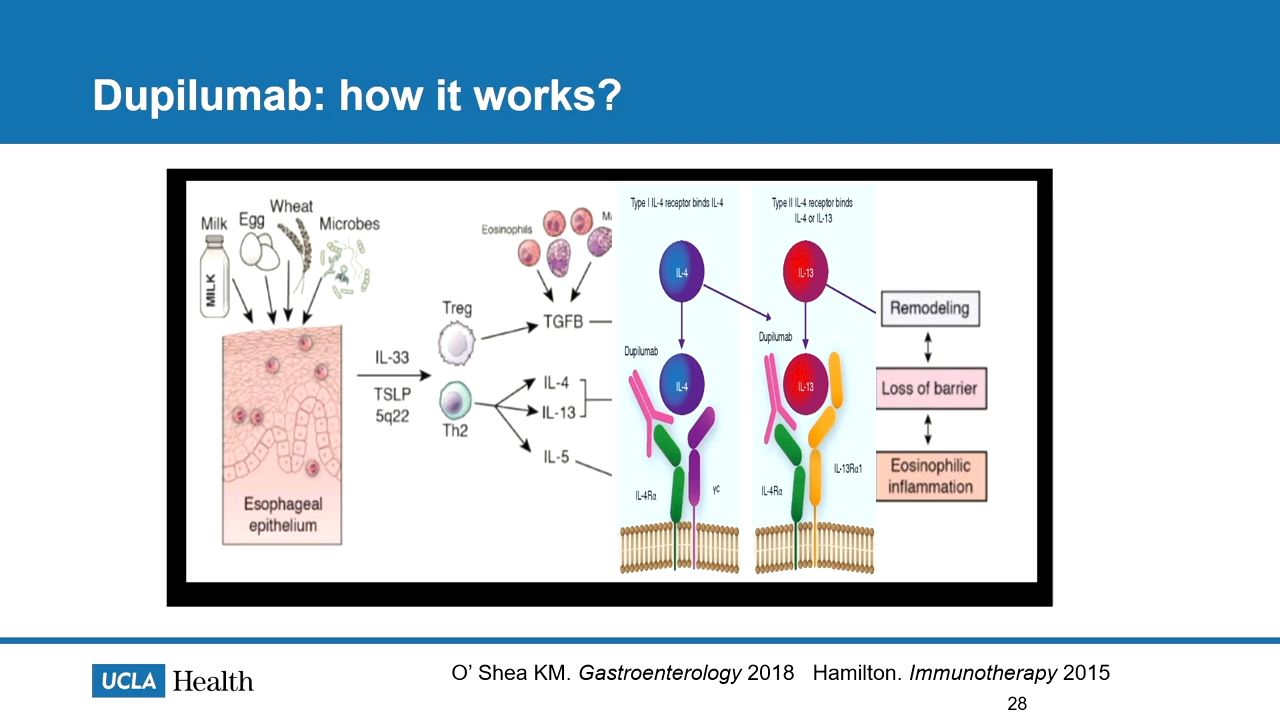 Dupilumab: how it works?
Milk
Egg
Wheat
Microbes
MILK
Esophageal
epithelium
IL-33
TSLP
5q22
Treg
Th2
Eosinophils
TGFB
IL-4
IL-13
IL-5
Type I IL-4 receptor binds IL-4
IL-4
Dupilumab
IL-4
IL-4Rα
γc
Type II IL-4 receptor binds
IL-4 or IL-13
IL-13
Dupilumab
IL-13
IL-4Rα
IL-13Rα1
Remodeling
Loss of barrier
Eosinophilic
inflammation
UCLA Health
O’ Shea KM. Gastroenterology 2018 Hamilton. Immunotherapy 2015
28